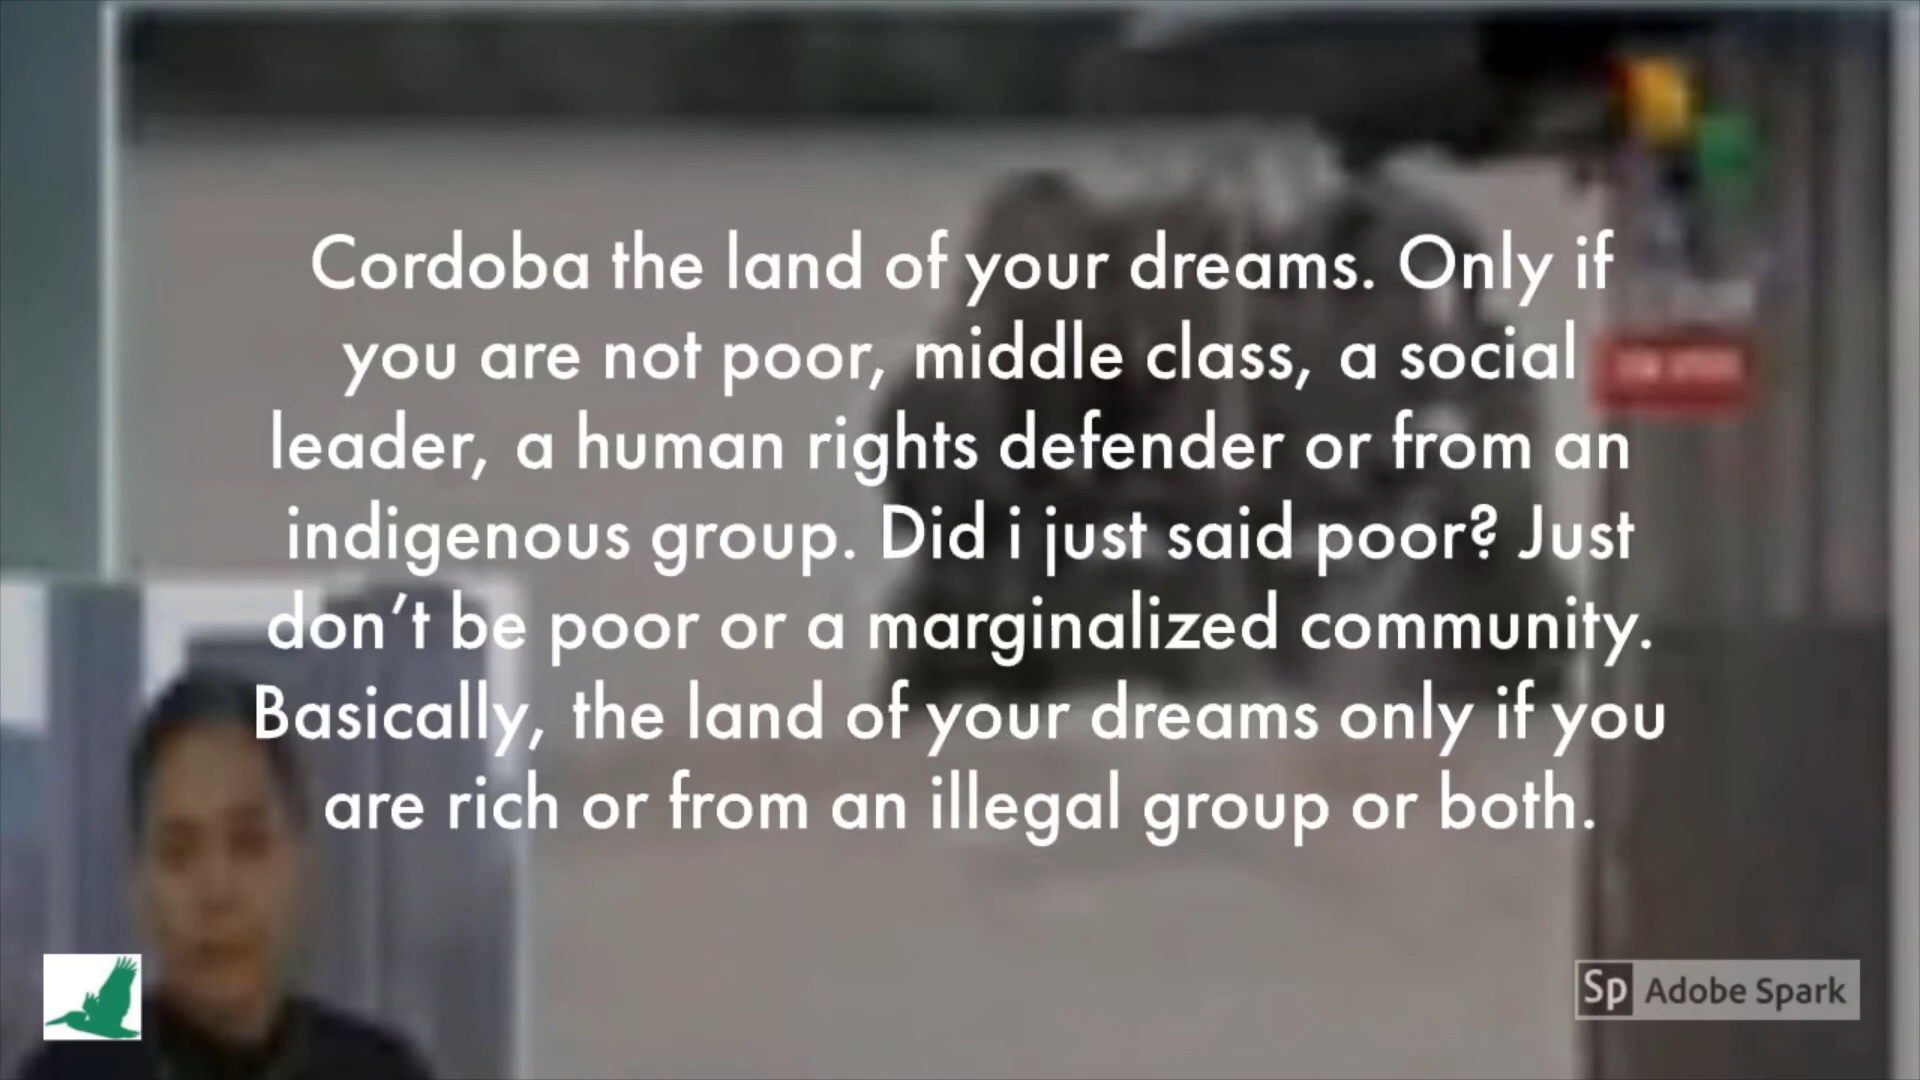 Cordoba the land of your dreams. Only if
you are not poor, middle class, a social
leader, a human rights defender or from an
indigenous group. Did i just said poor? Just
don't be poor or a marginalized community.
Basically, the land of your dreams only if you
are rich or from an illegal group or both.
Sp Adobe Spark